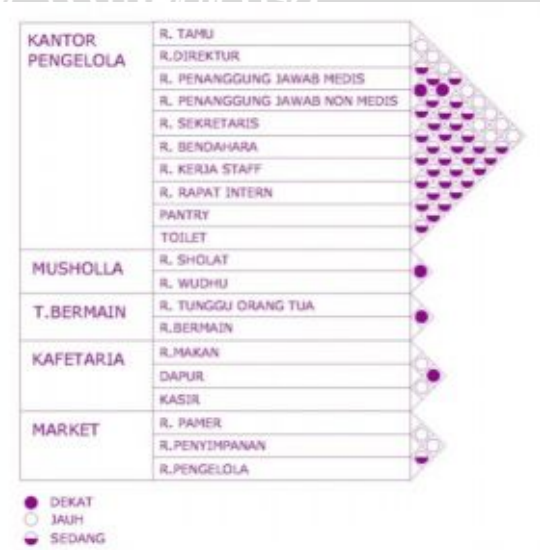 KANTOR PENGELOLA
R. TAMU
R.DIREKTUR
R. PENANGGUNG JAWAB MEDIS
R. PENANGGUNG JAWAB NON MEDIS
R. SEKRETARIS
R. BENDAHARA
R. KERJA STAFF
R. RAPAT INTERN
PANTRY
TOILET
MUSHOLLA
R. SHOLAT
R. WUDHU
T.BERMAIN
R. TUNGGU ORANG TUA
R.BERMAIN
KAFETARIA
R.MAKAN
DAPUR
KASIR
MARKET
R. PAMER
R.PENYIMPANAN
R.PENGELOLA
DEKAT
JAUH
SEDANG